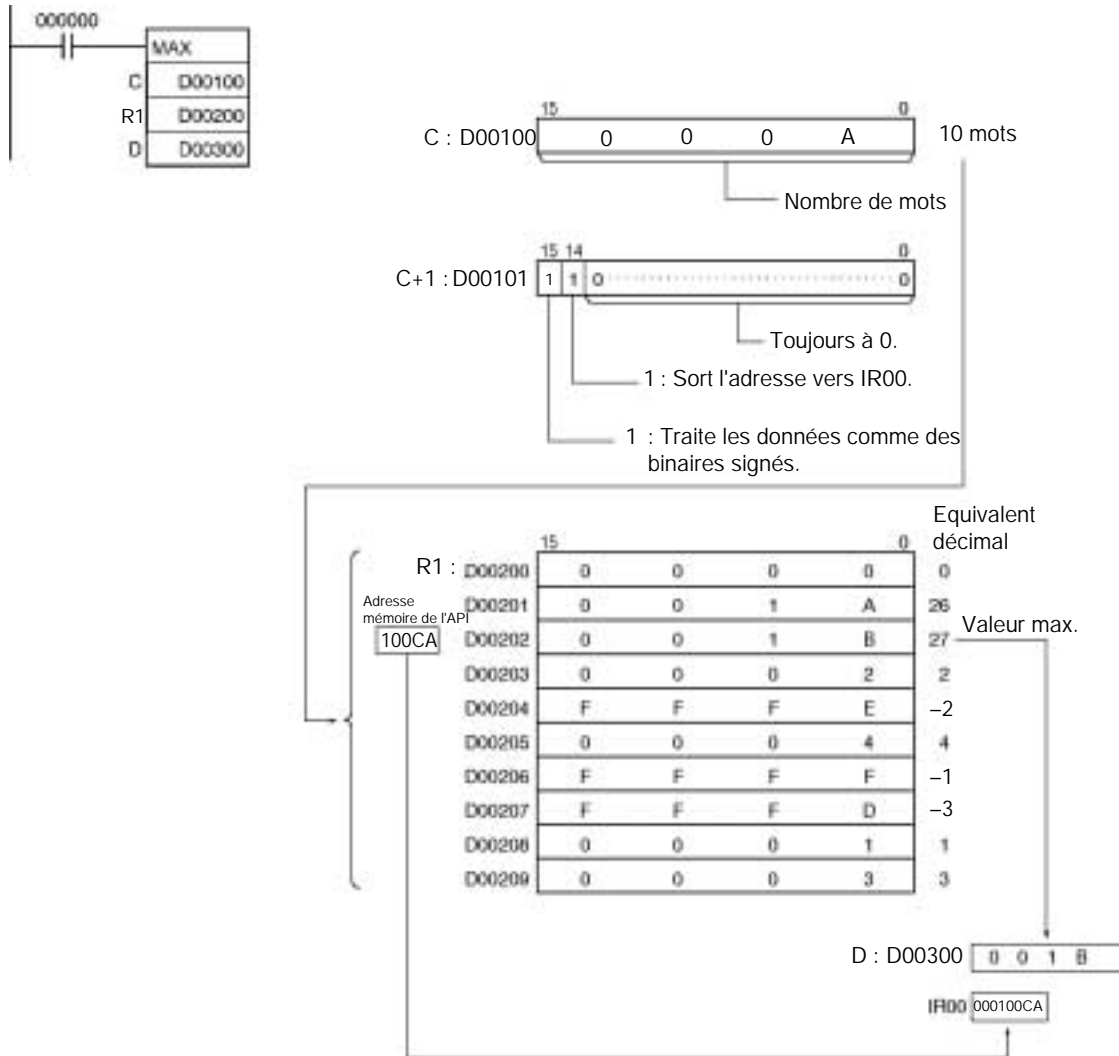 000000
MAX
C D00100
R1 D00200
D D00300
15 0
C : D00100 0 0 0 A 10 mots
Nombre de mots
15 14 0
C+1 : D00101 1 1 0 0
Toujours à 0.
1 : Sort l'adresse vers IR00.
1 : Traite les données comme des
binaires signés.
Equivalent
décimal
15 0
R1 : D00200 0 0 0 0 0
Adresse
mémoire de l'API
D00201 0 0 1 A 26
Valeur max.
100CA D00202 0 0 1 B 27
D00203 0 0 0 2 2
D00204 F F F E –2
D00205 0 0 0 4 4
D00206 F F F F –1
D00207 F F F D –3
D00208 0 0 0 1 1
D00209 0 0 0 3 3
D : D00300 0 0 1 B
IR00 000100CA